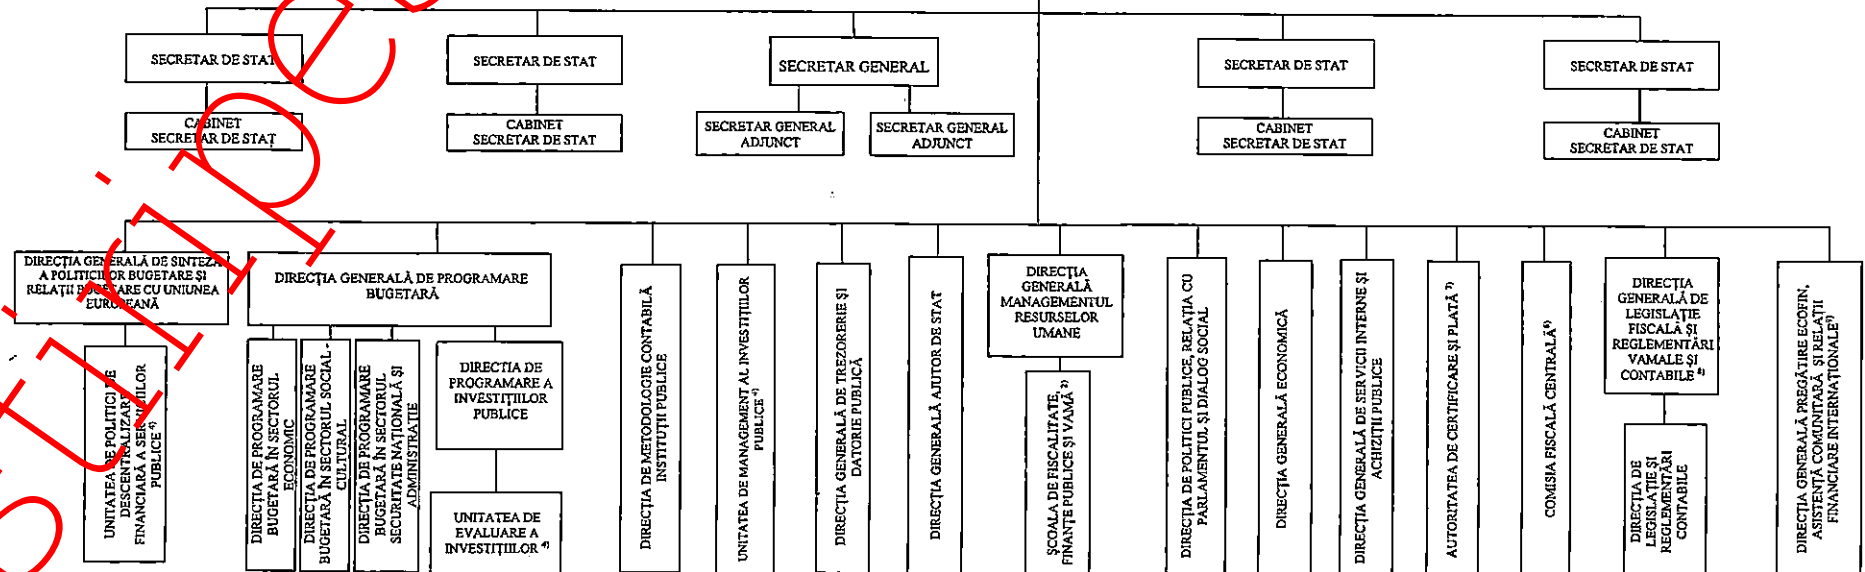 SECRETAR DE STAT
SECRETAR DE STAT
SECRETAR GENERAL
SECRETAR DE STAT
SECRETAR DE STAT
CABINET
SECRETAR DE STAT
CABINET
SECRETAR DE STAT
SECRETAR GENERAL
ADJUNCT
SECRETAR GENERAL
ADJUNCT
CABINET
SECRETAR DE STAT
CABINET
SECRETAR DE STAT
DIRECȚIA GENERALĂ DE SINTEZA
A POLITICILOR BUGETARE ȘI
RELAȚII BUGETARE CU UNIUNEA
EUROPEANĂ
UNITATEA DE POLITICI DE
DESCENTRALIZARE
FINANCIARĂ A SERVICIILOR
PUBLICE 4)
DIRECȚIA GENERALĂ DE PROGRAMARE
BUGETARĂ
DIRECȚIA DE PROGRAMARE
BUGETARĂ ÎN SECTORUL
ECONOMIC
DIRECȚIA DE PROGRAMARE
BUGETARĂ ÎN SECTORUL SOCIAL -
CULTURAL
DIRECȚIA DE PROGRAMARE
BUGETARĂ ÎN SECTORUL
SECURITATE NAȚIONALĂ ȘI
ADMINISTRATIE
DIRECTIA DE
PROGRAMARE A
INVESTIȚIILOR
PUBLICE
UNITATEA DE
EVALUARE A
INVESTIȚIILOR 4)
DIRECȚIA DE METODOLOGIE CONTABILĂ
INSTITUȚII PUBLICE
UNITATEA DE MANAGEMENT AL INVESTIȚIILOR
PUBLICE 4)
DIRECȚIA GENERALĂ DE TREZORERIE ȘI
DATORIE PUBLICĂ
DIRECȚIA GENERALĂ AJUTOR DE STAT
DIRECȚIA
GENERALĂ
MANAGEMENTUL
RESURSELOR
UMANE
ȘCOALA DE FISCALITATE,
FINANȚE PUBLICE ȘI VAMĂ 2)
DIRECȚIA DE POLITICI PUBLICE, RELAȚIA CU
PARLAMENTUL ȘI DIALOG SOCIAL
DIRECȚIA GENERALĂ ECONOMICĂ
DIRECȚIA GENERALĂ DE SERVICII INTERNE ȘI
ACHIZIȚII PUBLICE
AUTORITATEA DE CERTIFICARE ȘI PLATĂ
COMISIA FISCALĂ CENTRALĂ
DIRECȚIA
GENERALĂ DE
LEGISLAȚIE
FISCALĂ ȘI
REGLEMENTĂRI
VAMALE ȘI
CONTABILE
DIRECȚIA DE
LEGISLAȚIE ȘI
REGLEMENTĂRI
CONTABILE
DIRECȚIA GENERALĂ PREGĂTIRE ECOFIN,
ASISTENȚĂ COMUNITARĂ ȘI RELAȚII
FINANCIARE INTERNAȚIONALE